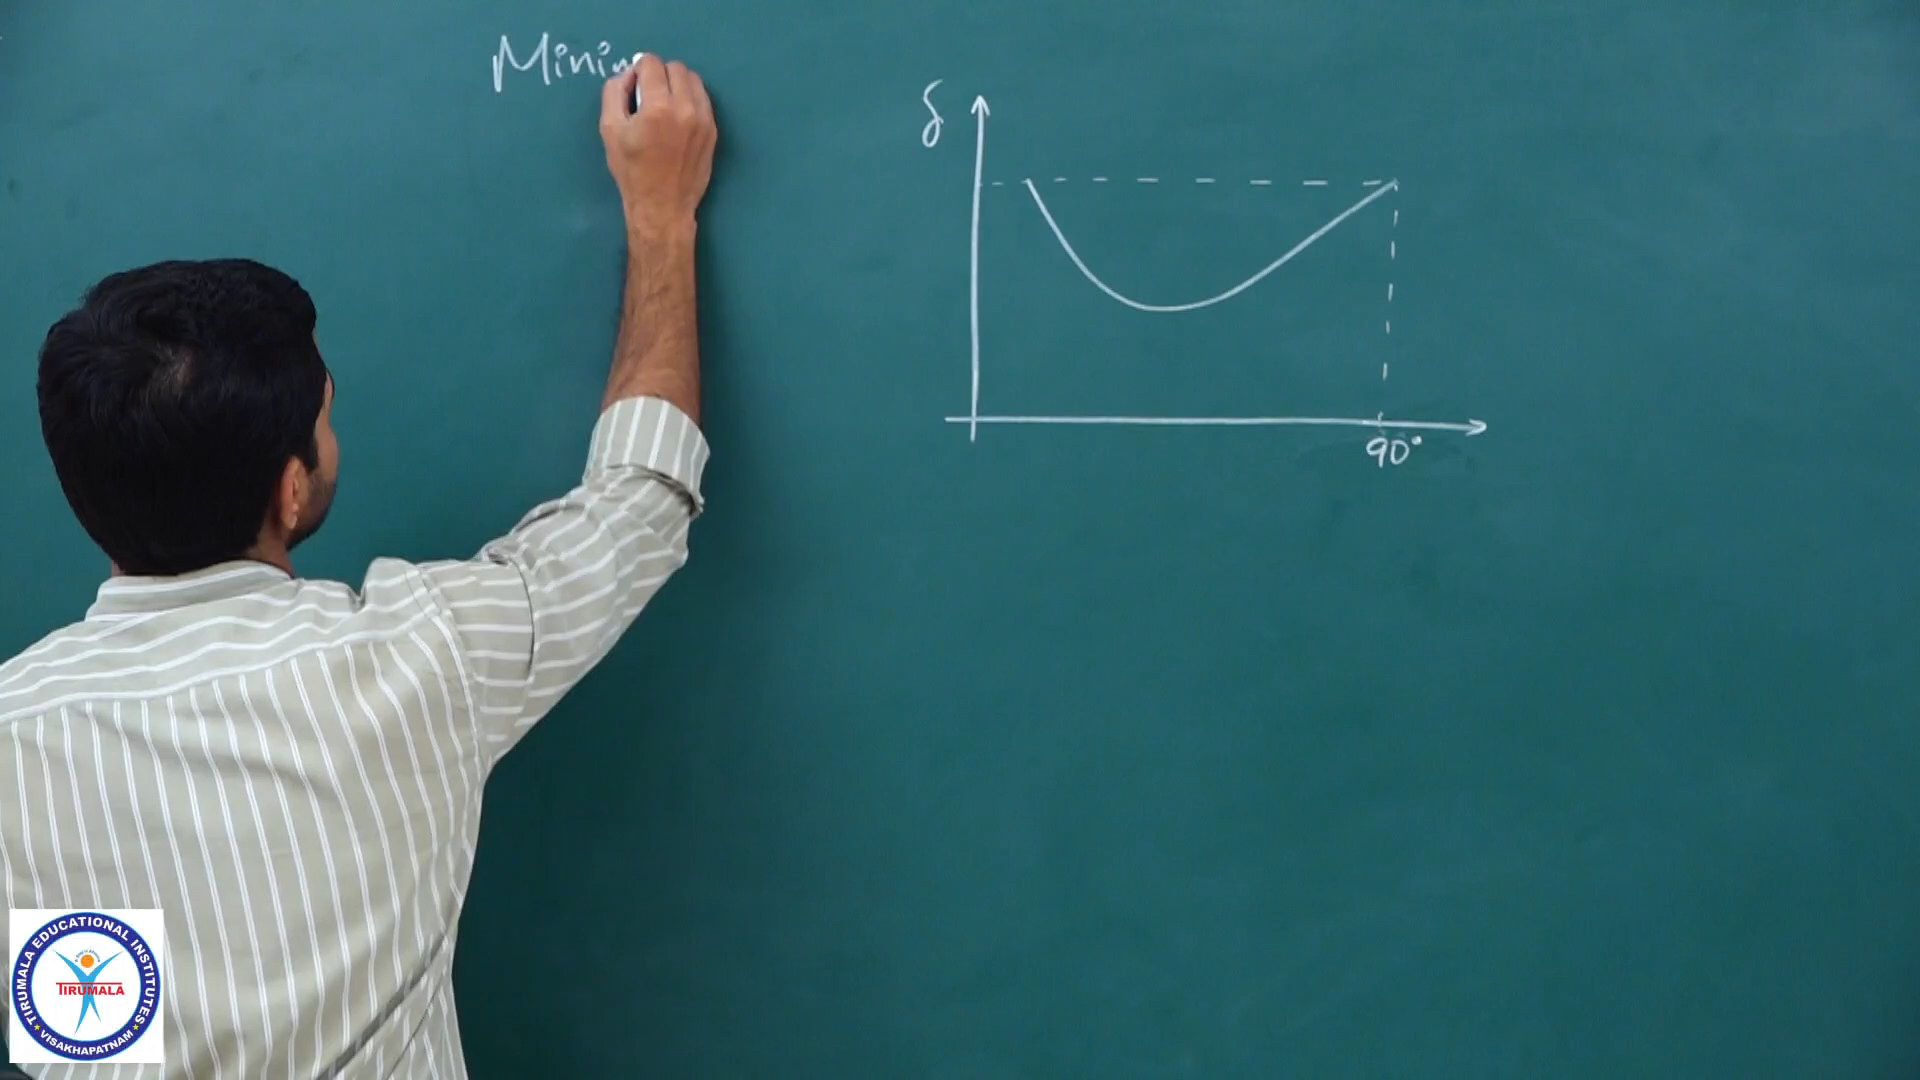 Minim
δ
90°
TIRUMALA EDUCATIONAL INSTITUTES
TIRUMALA
VISAKHAPATNAM